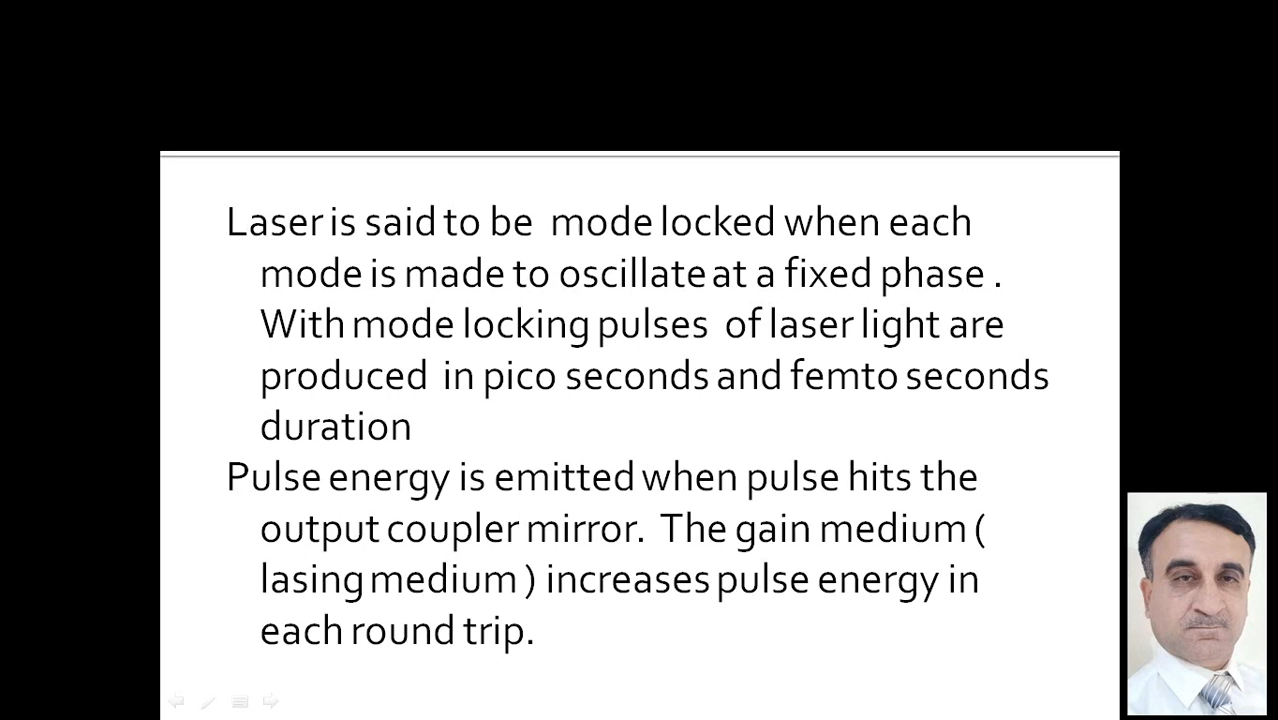 Laser is said to be mode locked when each
mode is made to oscillate at a fixed phase .
With mode locking pulses of laser light are
produced in pico seconds and femto seconds
duration
Pulse energy is emitted when pulse hits the
output coupler mirror. The gain medium (
lasing medium ) increases pulse energy in
each round trip.